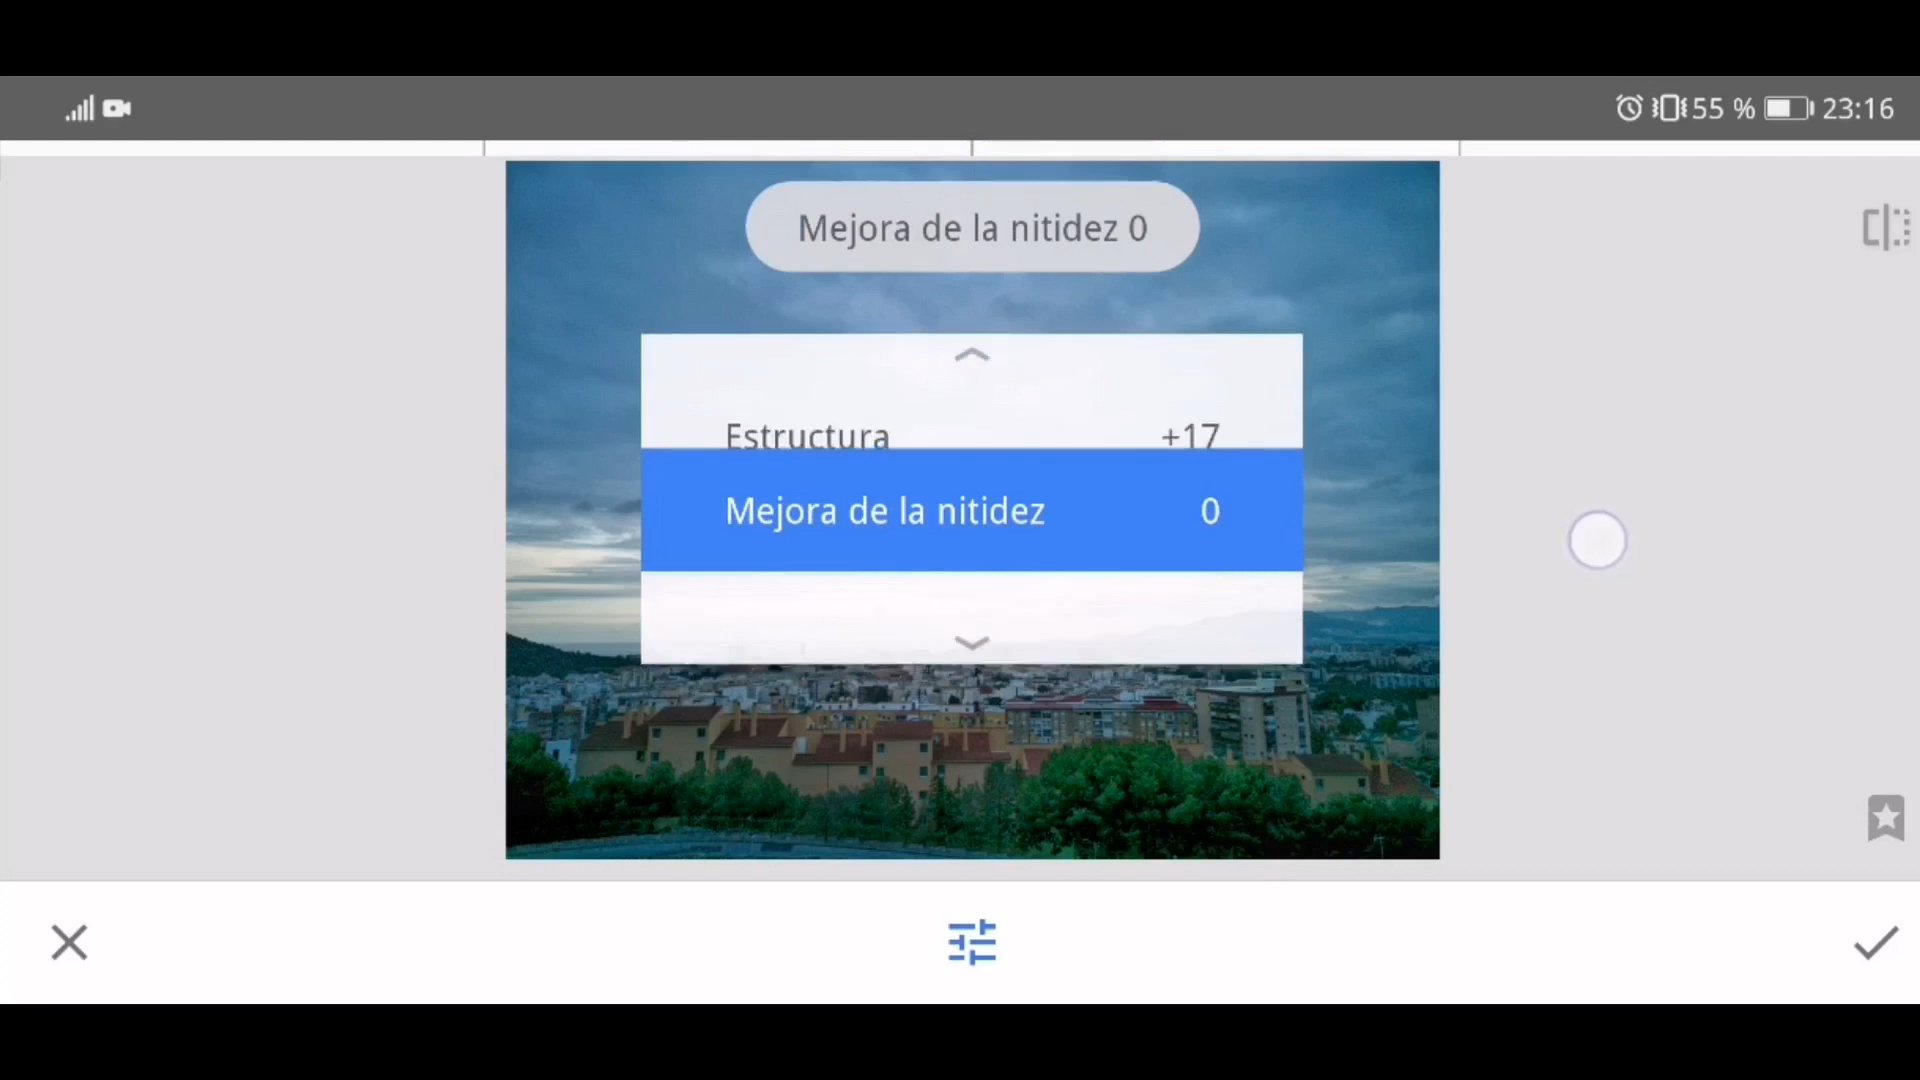 55 % 23:16
Mejora de la nitidez 0
Estructura +17
Mejora de la nitidez 0